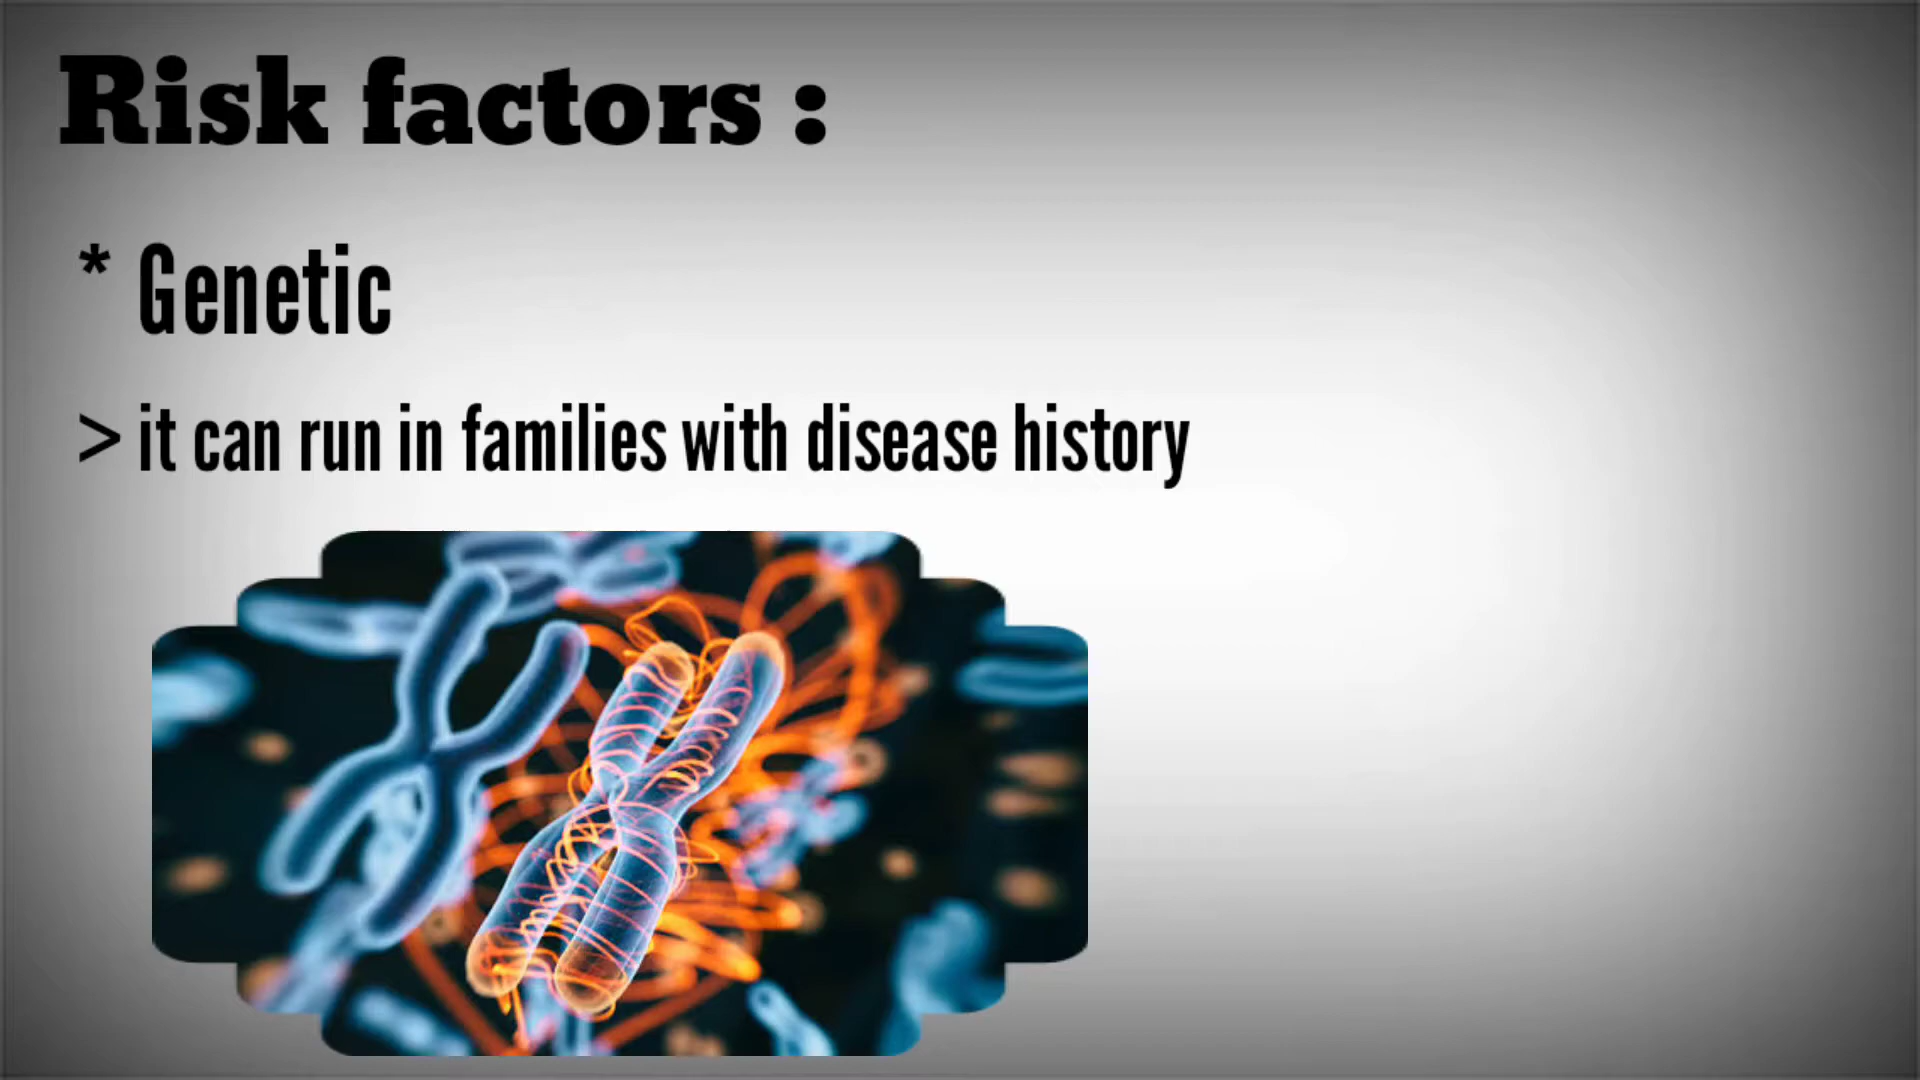 Risk factors :
* Genetic
> it can run in families with disease history